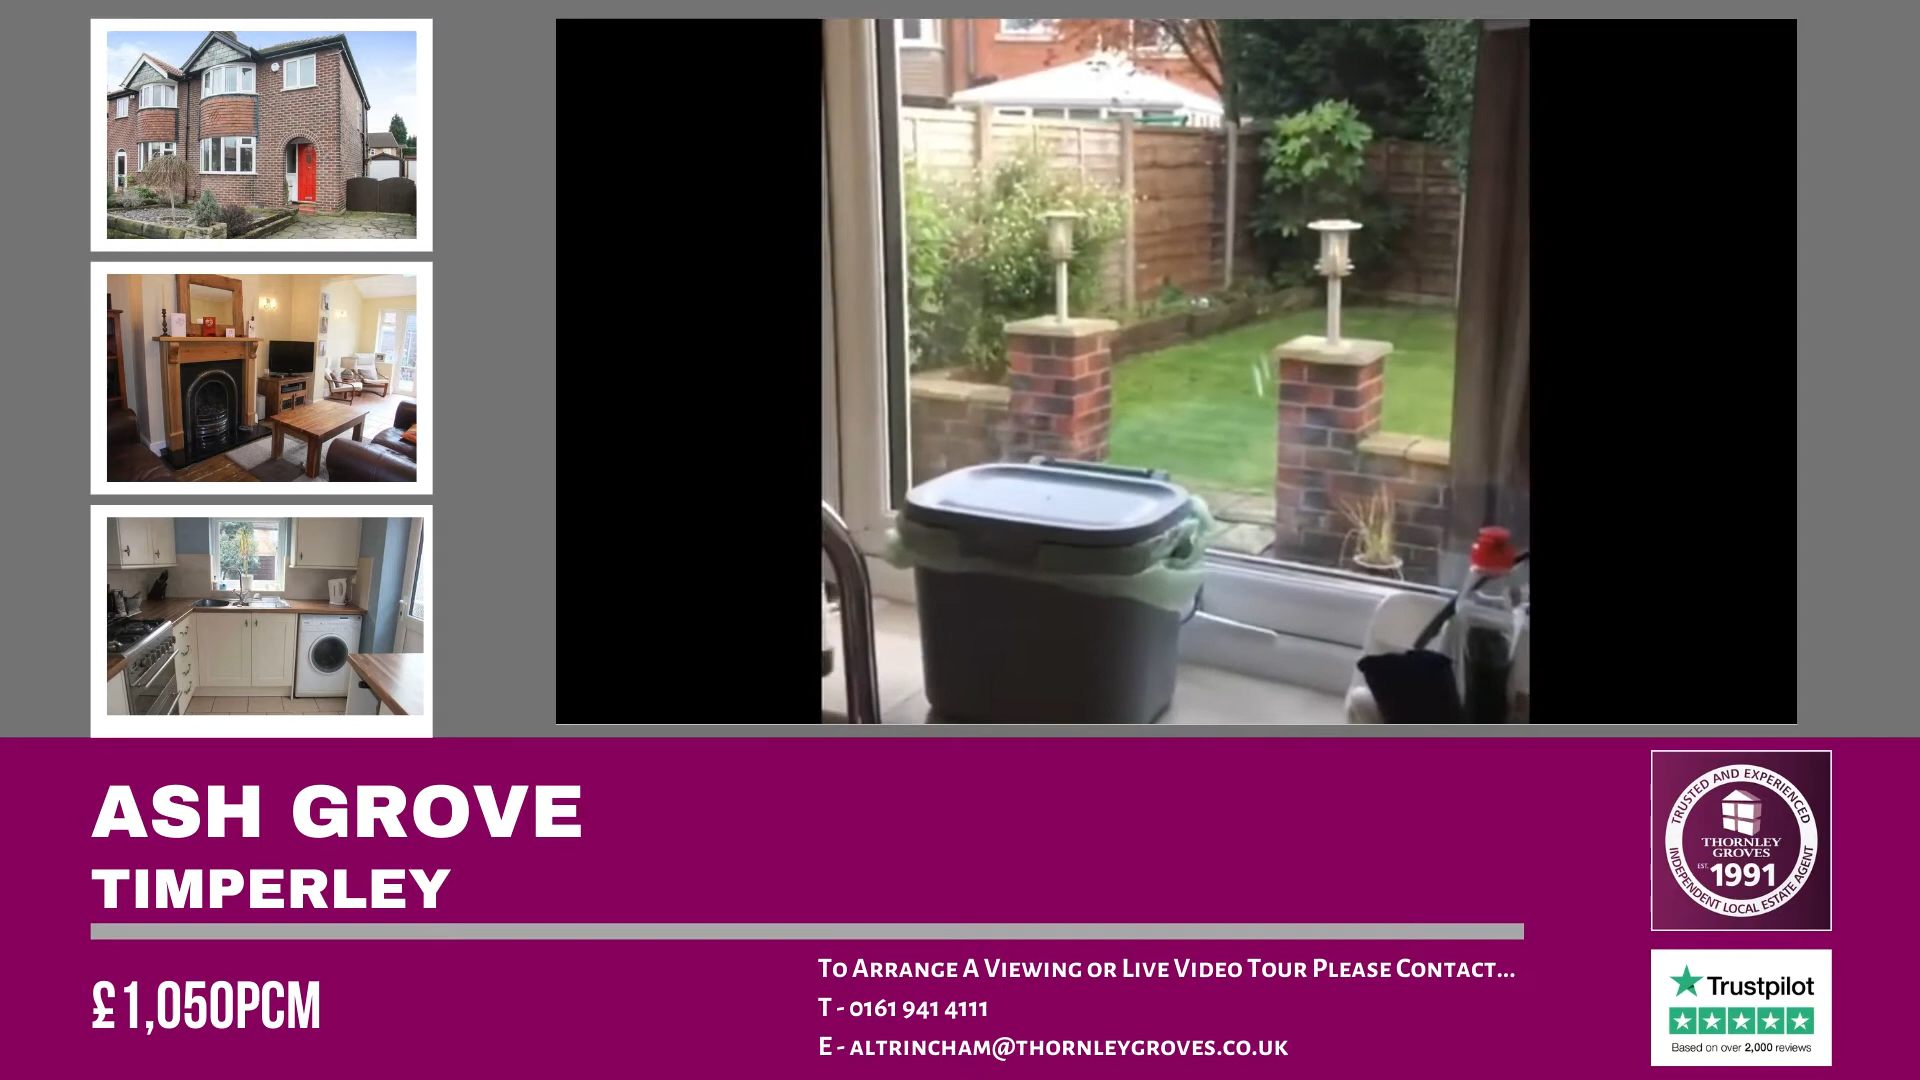 ASH GROVE
TIMPERLEY
£1,050PCM
To Arrange A Viewing or Live Video Tour Please Contact...
T - 0161 941 4111
E - altrincham@thornleygroves.co.uk
TRUSTED AND EXPERIENCED
THORNLEY
GROVES
EST. 1991
INDEPENDENT LOCAL ESTATE AGENT
Trustpilot
Based on over 2,000 reviews